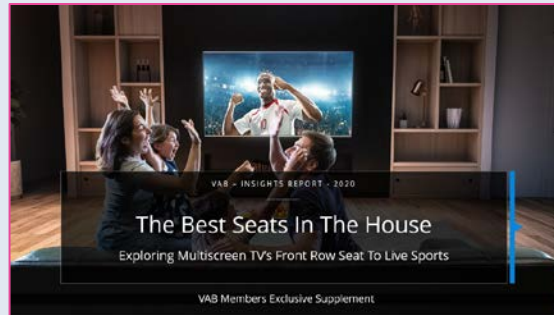 10
VAB – INSIGHTS REPORT - 2020
The Best Seats In The House
Exploring Multiscreen TV's Front Row Seat To Live Sports
VAB Members Exclusive Supplement